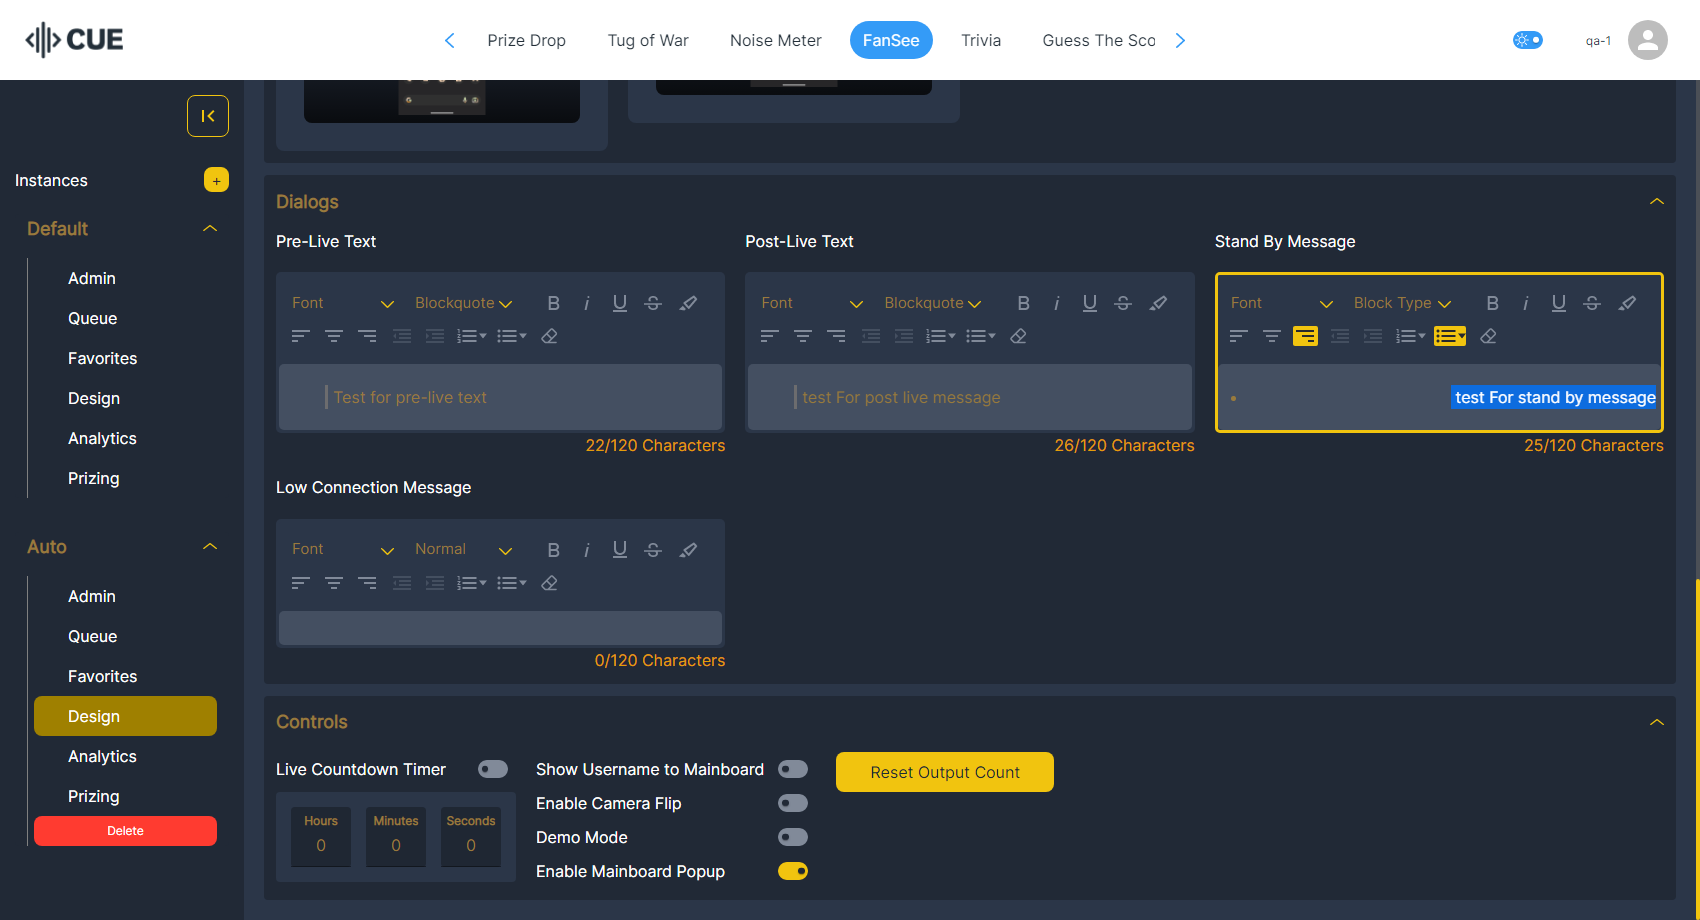 CUE
Prize Drop
Tug of War
Noise Meter
FanSee
Trivia
Guess The Sco
qa-1
Instances
+
Default
Admin
Queue
Favorites
Design
Analytics
Prizing
Auto
Admin
Queue
Favorites
Design
Analytics
Prizing
Delete
Dialogs
Pre-Live Text
Font
Blockquote
B i U S
Test for pre-live text
22/120 Characters
Post-Live Text
Font
Blockquote
B i U S
test For post live message
26/120 Characters
Stand By Message
Font
Block Type
B i U S
• test For stand by message
25/120 Characters
Low Connection Message
Font
Normal
B i U S
0/120 Characters
Controls
Live Countdown Timer
Hours
0
Minutes
0
Seconds
0
Show Username to Mainboard
Enable Camera Flip
Demo Mode
Enable Mainboard Popup
Reset Output Count